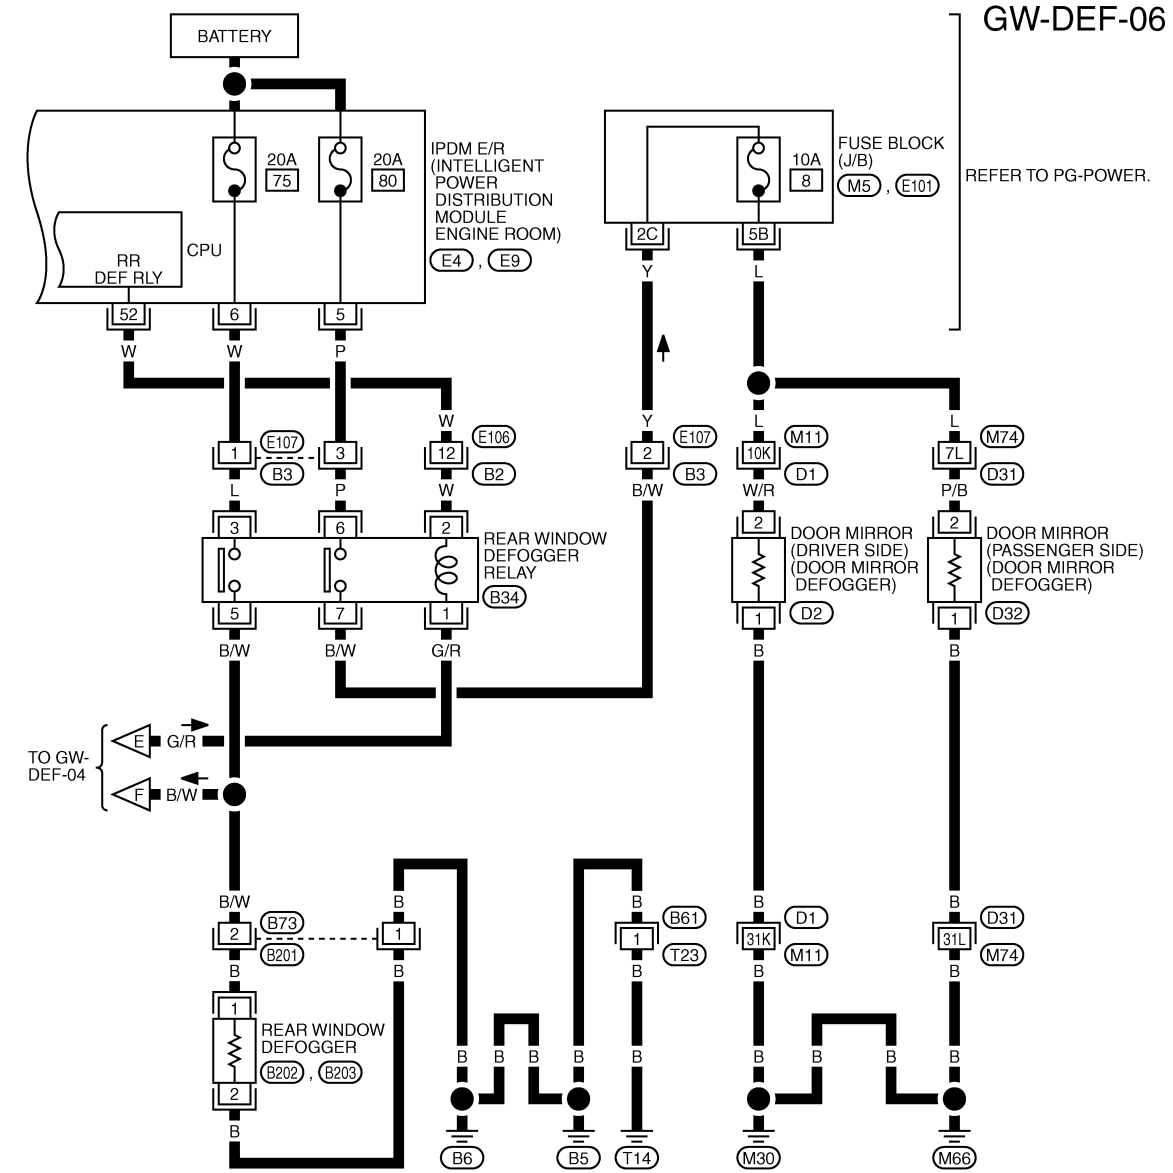 GW-DEF-06
BATTERY
REFER TO PG-POWER.
IPDM E/R
(INTELLIGENT
POWER
DISTRIBUTION
MODULE
ENGINE ROOM)
E4 , E9
20A
75
20A
80
CPU
RR
DEF RLY
FUSE BLOCK
(J/B)
M5 , E101
10A
8
52 6 5
2C 5B
W W P
Y L
W Y L L
E107 E106 E107 M11 M74
1 3 12 2 10K 7L
B3 B2 B3 D1 D31
L P W B/W W/R P/B
3 6 2 2 2
REAR WINDOW
DEFOGGER
RELAY
B34
DOOR MIRROR
(DRIVER SIDE)
(DOOR MIRROR
DEFOGGER)
D2
DOOR MIRROR
(PASSENGER SIDE)
(DOOR MIRROR
DEFOGGER)
D32
5 7 1 1 1
B/W B/W G/R B B
TO GW-
DEF-04
E G/R
F B/W
B/W B B B B
B73 B61 D1 D31
2 1 1 31K 31L
B201 T23 M11 M74
B B B B B
1
REAR WINDOW
DEFOGGER
B202 , B203
2
B
B B B B B B B B B
B6 B5 T14 M30 M66